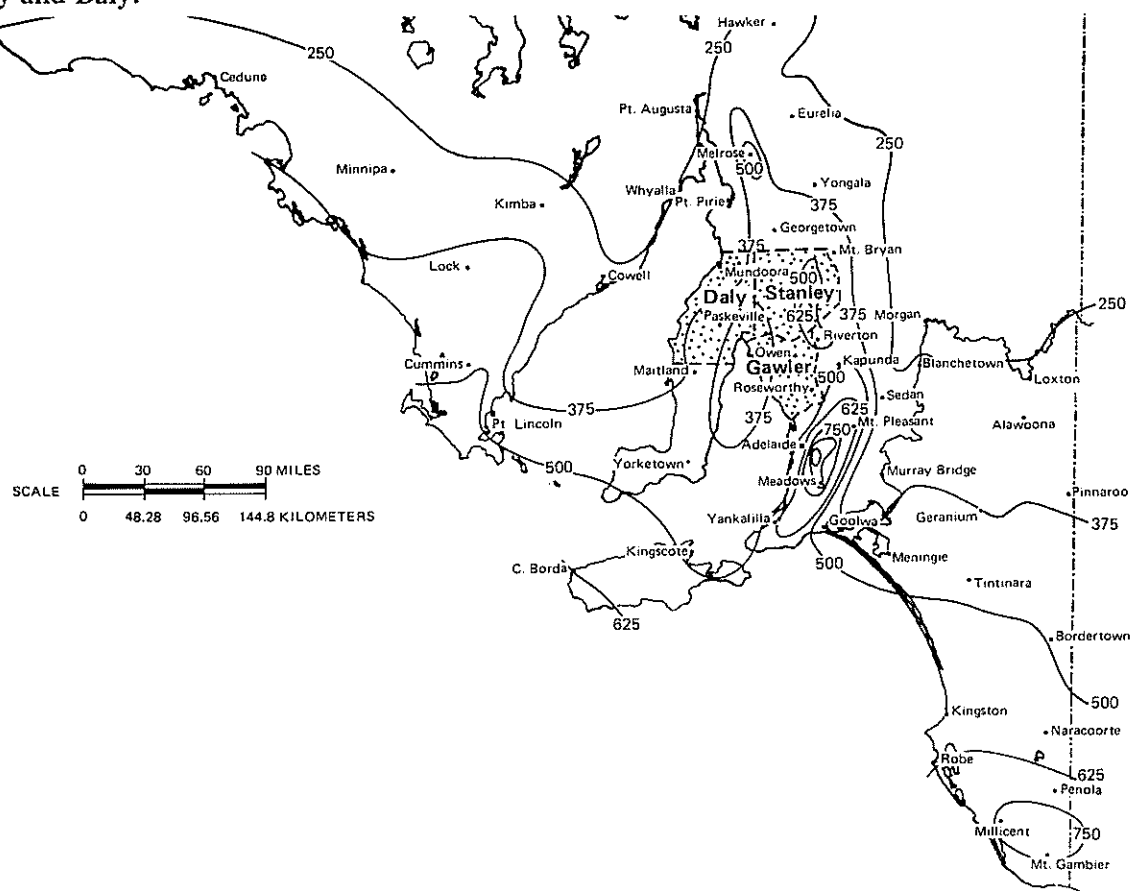 y and Daly.
Hawker
250
250
Ceduna
Pt. Augusta
Eurelia
250
Melrose
500
Minnipa
Yongala
Whyalla
Pt. Pirie
Kimba
375
Georgetown
375
Mt. Bryan
Lock
Mundoora
Cowell
500
Daly
Stanley
250
Paskeville
625
375
Morgan
Riverton
Owen
Cummins
Maitland
Gawler
Kapunda
Blanchetown
Roseworthy
500
Loxton
Sedan
375
375
625
Pt. Lincoln
750
Mt. Pleasant
Alawoona
Adelaide
500
Yorketown
Murray Bridge
0 30 60 90 MILES
SCALE
0 48.28 96.56 144.8 KILOMETERS
Meadows
Pinnaroo
Yankalilla
Goolwa
Geranium
375
Kingscote
Meningie
C. Borda
500
Tintinara
625
Bordertown
500
Kingston
Naracoorte
Robe
625
Penola
Millicent
750
Mt. Gambier